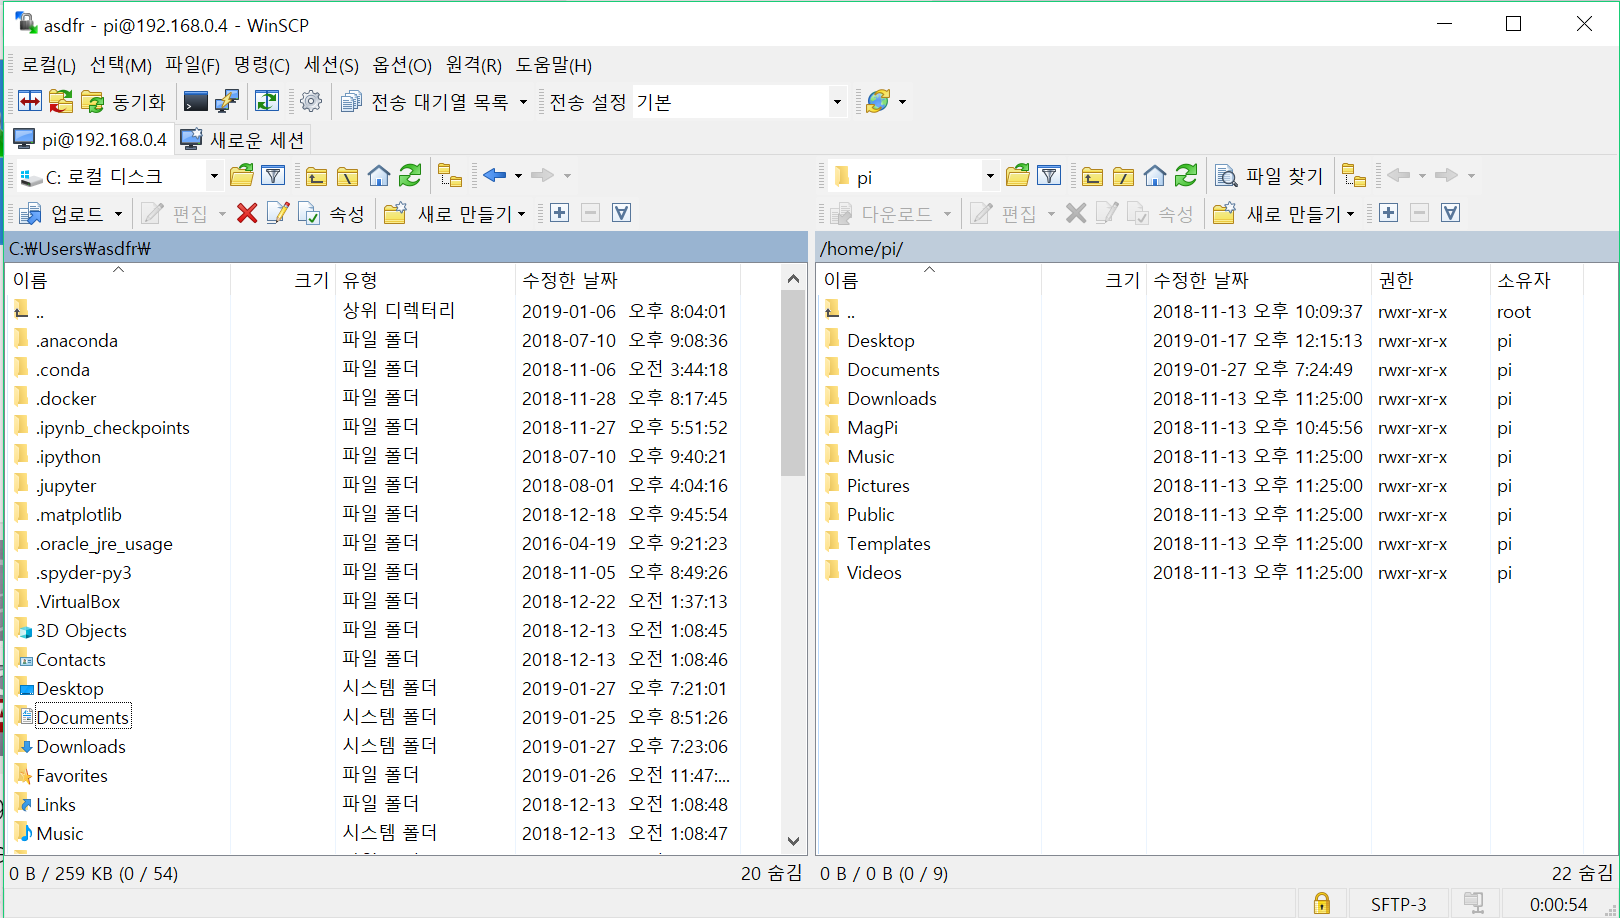 asdfr - pi@192.168.0.4 - WinSCP
로컬(L) 선택(M) 파일(F) 명령(C) 세션(S) 옵션(O) 원격(R) 도움말(H)
동기화 전송 대기열 목록 전송 설정 기본
pi@192.168.0.4 새로운 세션
C: 로컬 디스크 pi 파일 찾기
업로드 편집 속성 새로 만들기 다운로드 편집 속성 새로 만들기
C:₩Users₩asdfr₩ /home/pi/
이름 크기 유형 수정한 날짜 이름 크기 수정한 날짜 권한 소유자
.. 상위 디렉터리 2019-01-06 오후 8:04:01 .. 2018-11-13 오후 10:09:37 rwxr-xr-x root
.anaconda 파일 폴더 2018-07-10 오후 9:08:36 Desktop 2019-01-17 오후 12:15:13 rwxr-xr-x pi
.conda 파일 폴더 2018-11-06 오전 3:44:18 Documents 2019-01-27 오후 7:24:49 rwxr-xr-x pi
.docker 파일 폴더 2018-11-28 오후 8:17:45 Downloads 2018-11-13 오후 11:25:00 rwxr-xr-x pi
.ipynb_checkpoints 파일 폴더 2018-11-27 오후 5:51:52 MagPi 2018-11-13 오후 10:45:56 rwxr-xr-x pi
.ipython 파일 폴더 2018-07-10 오후 9:40:21 Music 2018-11-13 오후 11:25:00 rwxr-xr-x pi
.jupyter 파일 폴더 2018-08-01 오후 4:04:16 Pictures 2018-11-13 오후 11:25:00 rwxr-xr-x pi
.matplotlib 파일 폴더 2018-12-18 오후 9:45:54 Public 2018-11-13 오후 11:25:00 rwxr-xr-x pi
.oracle_jre_usage 파일 폴더 2016-04-19 오후 9:21:23 Templates 2018-11-13 오후 11:25:00 rwxr-xr-x pi
.spyder-py3 파일 폴더 2018-11-05 오후 8:49:26 Videos 2018-11-13 오후 11:25:00 rwxr-xr-x pi
.VirtualBox 파일 폴더 2018-12-22 오전 1:37:13
3D Objects 파일 폴더 2018-12-13 오전 1:08:45
Contacts 파일 폴더 2018-12-13 오전 1:08:46
Desktop 시스템 폴더 2019-01-27 오후 7:21:01
Documents 시스템 폴더 2019-01-25 오후 8:51:26
Downloads 시스템 폴더 2019-01-27 오후 7:23:06
Favorites 파일 폴더 2019-01-26 오전 11:47:...
Links 파일 폴더 2018-12-13 오전 1:08:48
Music 시스템 폴더 2018-12-13 오전 1:08:47
0 B / 259 KB (0 / 54) 20 숨김 0 B / 0 B (0 / 9) 22 숨김
SFTP-3 0:00:54